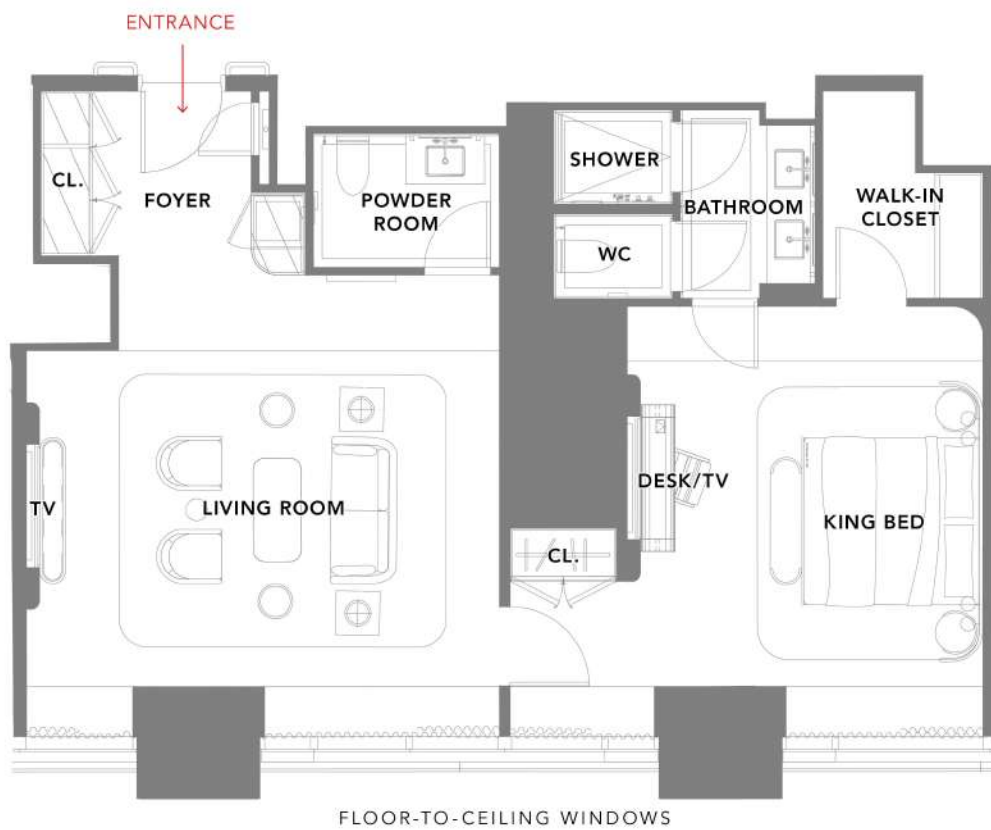 ENTRANCE
CL.
FOYER
POWDER
ROOM
SHOWER
BATHROOM
WC
WALK-IN
CLOSET
TV
LIVING ROOM
DESK/TV
KING BED
CL.
FLOOR-TO-CEILING WINDOWS